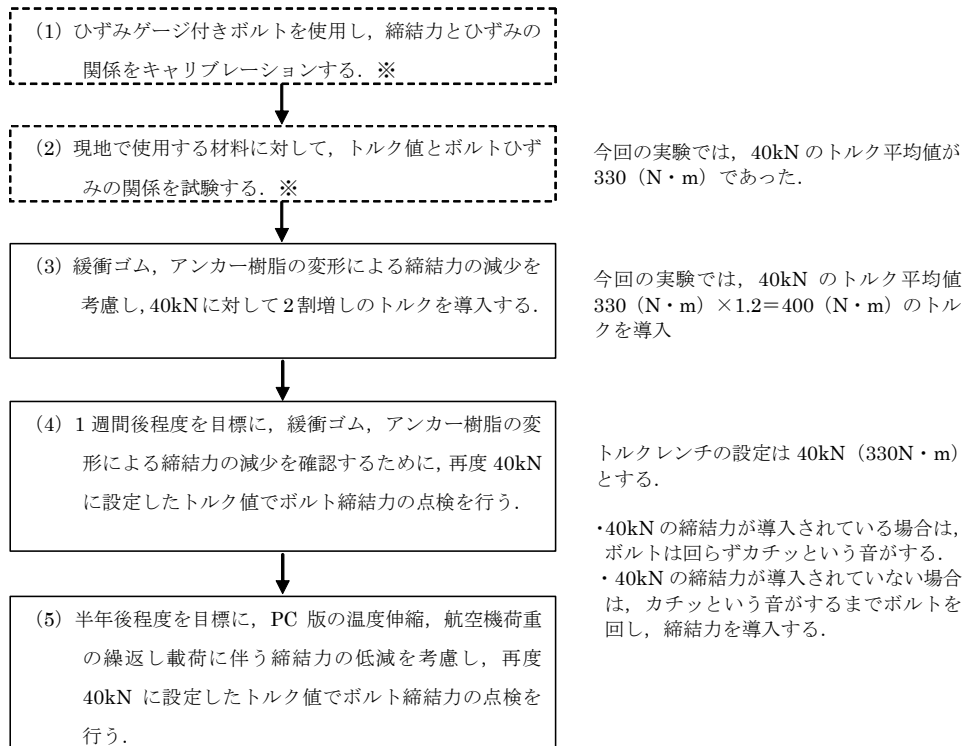 (1) ひずみゲージ付きボルトを使用し，締結力とひずみの
関係をキャリブレーションする．※
(2) 現地で使用する材料に対して，トルク値とボルトひず
みの関係を試験する．※
今回の実験では，40kN のトルク平均値が
330（N・m）であった．
(3) 緩衝ゴム，アンカー樹脂の変形による締結力の減少を
考慮し，40kN に対して 2 割増しのトルクを導入する．
今回の実験では，40kN のトルク平均値
330（N・m）×1.2＝400（N・m）のトル
クを導入
(4) 1 週間後程度を目標に，緩衝ゴム，アンカー樹脂の変
形による締結力の減少を確認するために，再度 40kN
に設定したトルク値でボルト締結力の点検を行う．
トルクレンチの設定は 40kN（330N・m）
とする．
・40kN の締結力が導入されている場合は，
ボルトは回らずカチッという音がする．
・40kN の締結力が導入されていない場合
は，カチッという音がするまでボルトを
回し，締結力を導入する．
(5) 半年後程度を目標に，PC 版の温度伸縮，航空機荷重
の繰返し載荷に伴う締結力の低減を考慮し，再度
40kN に設定したトルク値でボルト締結力の点検を
行う．